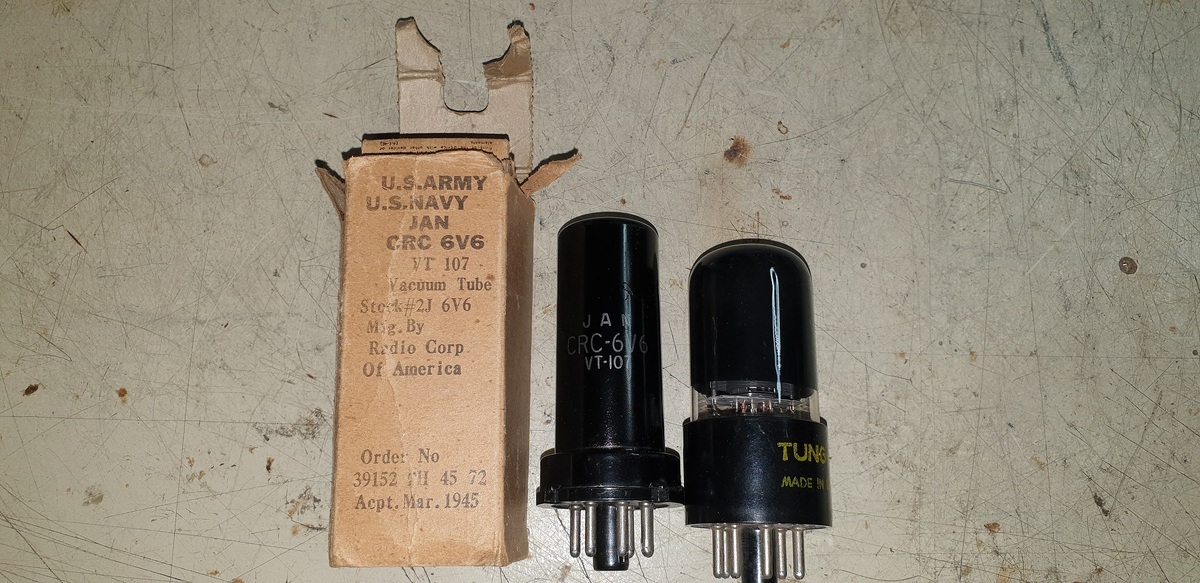 U.S.ARMY
U.S.NAVY
JAN
CRC 6V6
VT 107
Vacuum Tube
Stock#2J 6V6
Mfg.By
Radio Corp
Of America
Order No
39152 PH 45 72
Acpt.Mar.1945
JAN
CRC-6V6
VT-107
TUNG
MADE IN